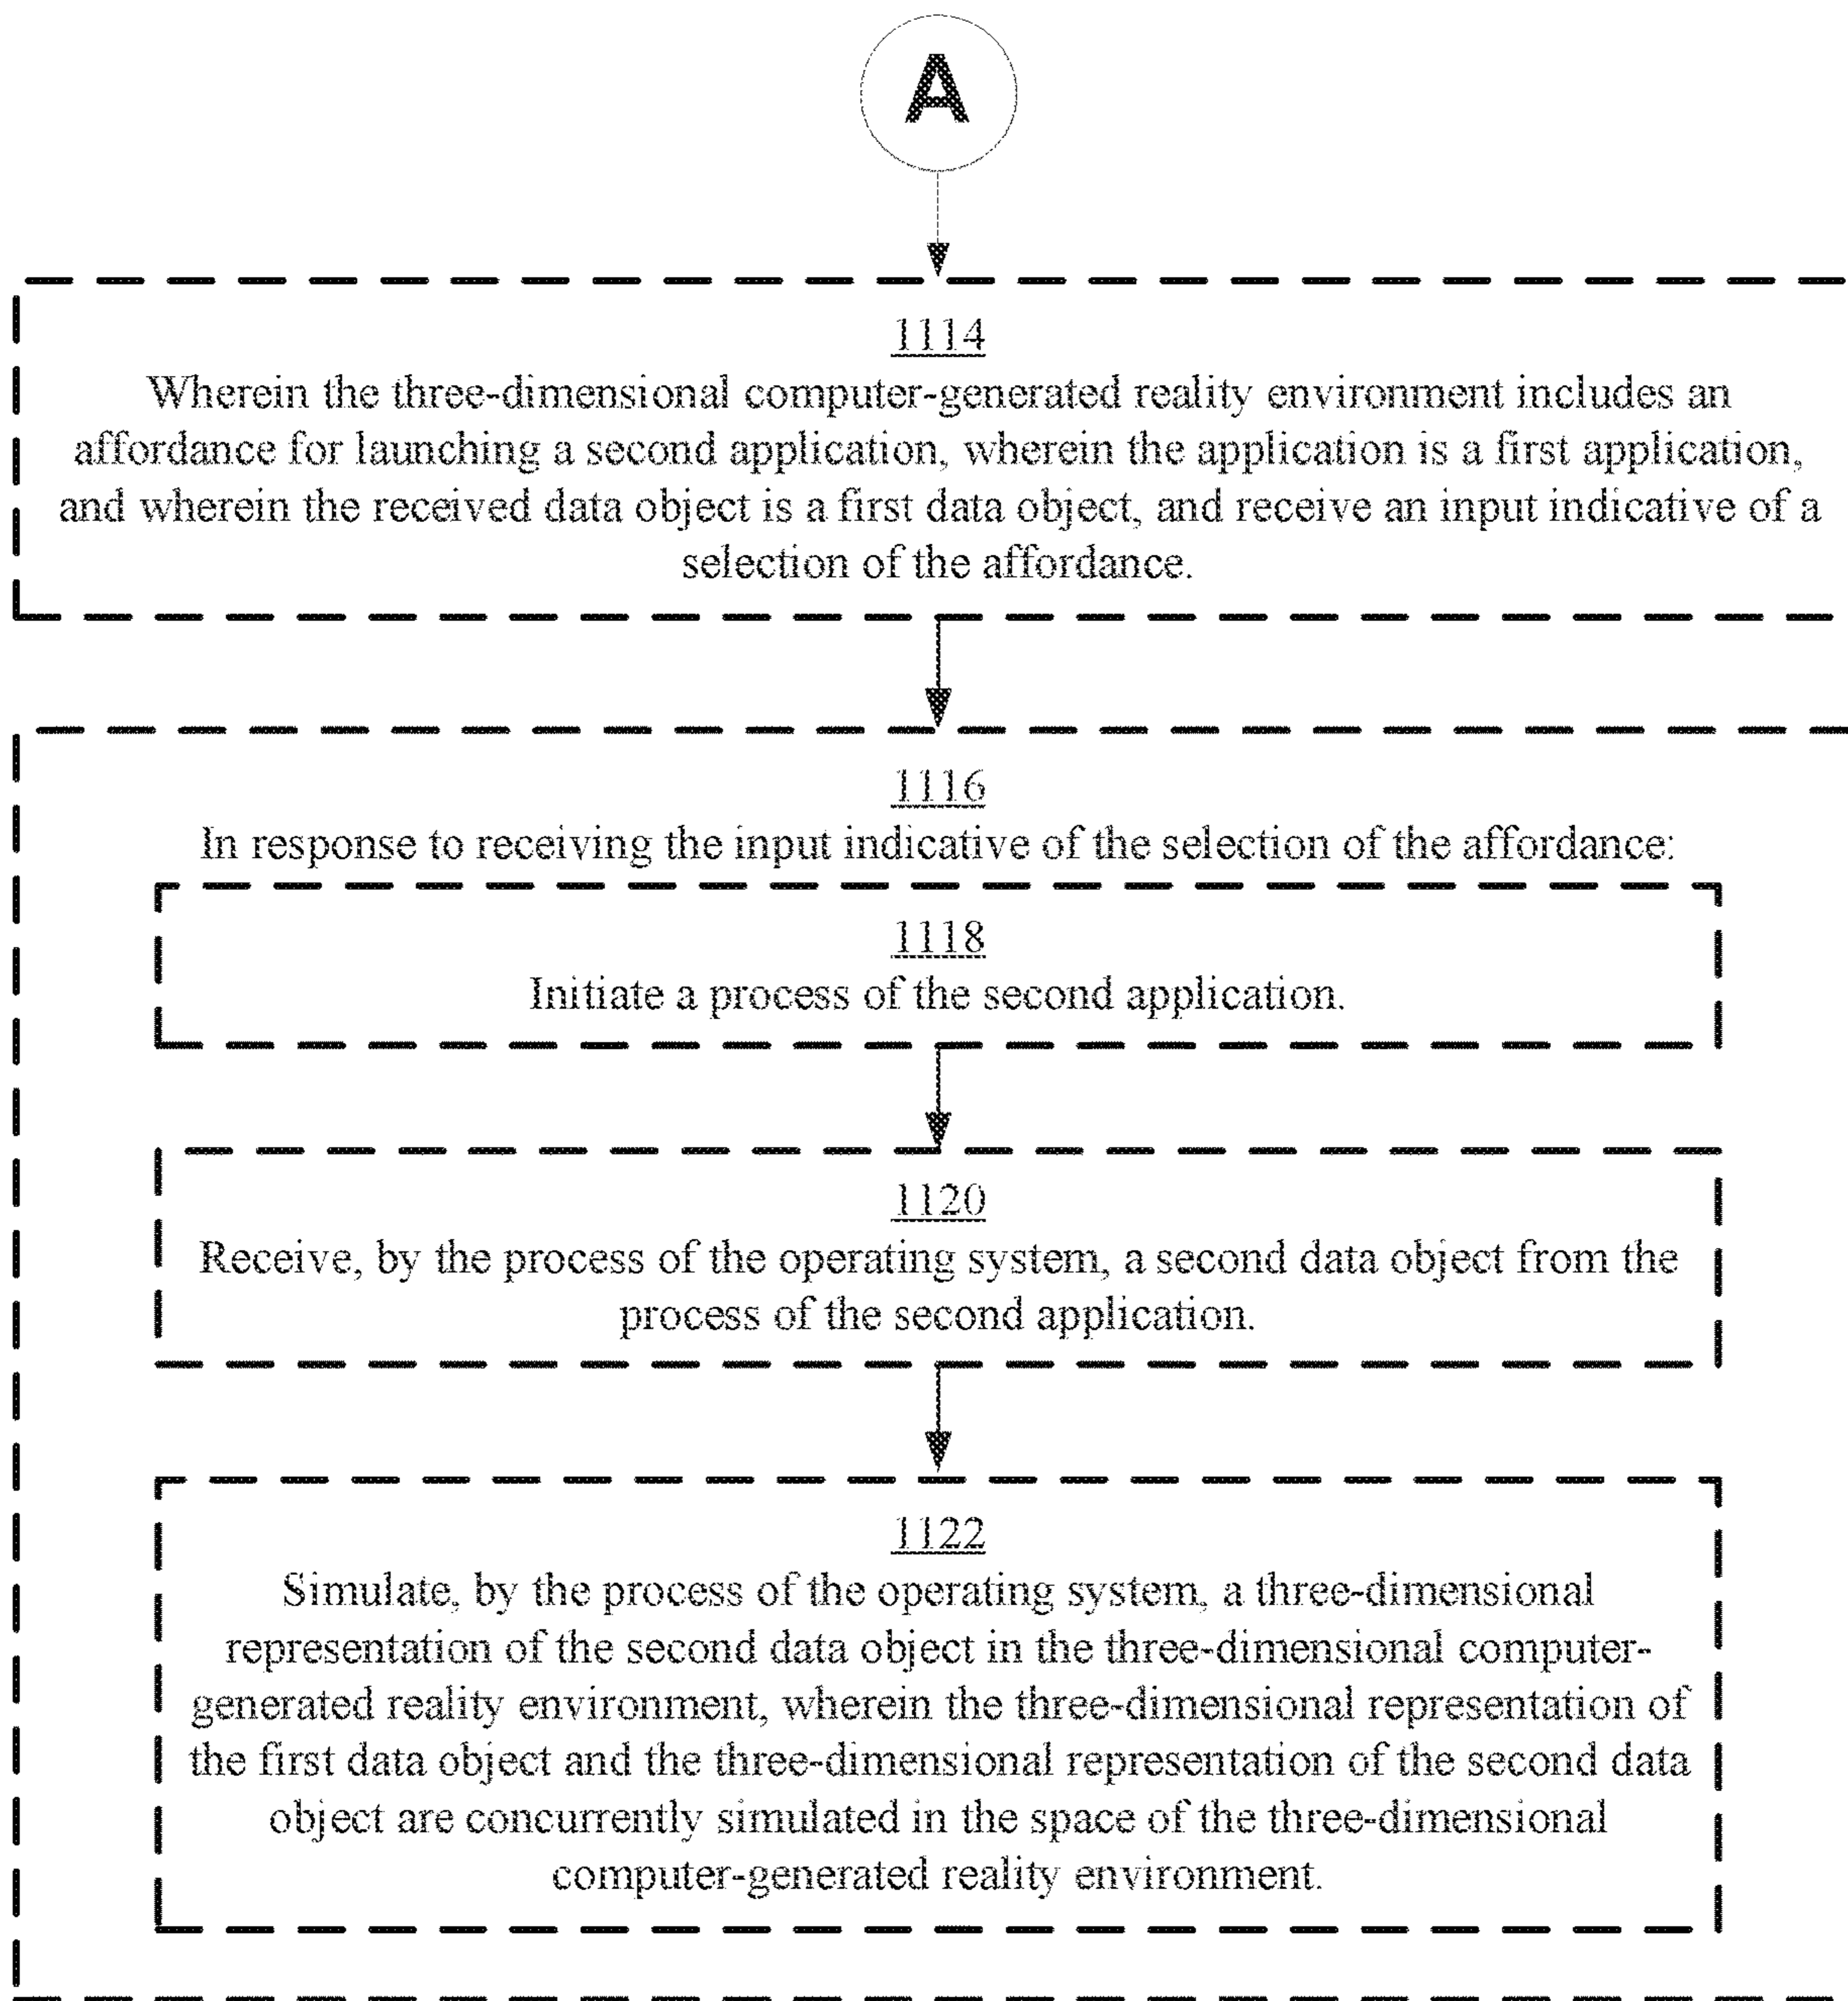 A
1114
Wherein the three-dimensional computer-generated reality environment includes an
affordance for launching a second application, wherein the application is a first application,
and wherein the received data object is a first data object, and receive an input indicative of a
selection of the affordance.
1116
In response to receiving the input indicative of the selection of the affordance:
1118
Initiate a process of the second application.
1120
Receive, by the process of the operating system, a second data object from the
process of the second application.
1122
Simulate, by the process of the operating system, a three-dimensional
representation of the second data object in the three-dimensional computer-
generated reality environment, wherein the three-dimensional representation of
the first data object and the three-dimensional representation of the second data
object are concurrently simulated in the space of the three-dimensional
computer-generated reality environment.